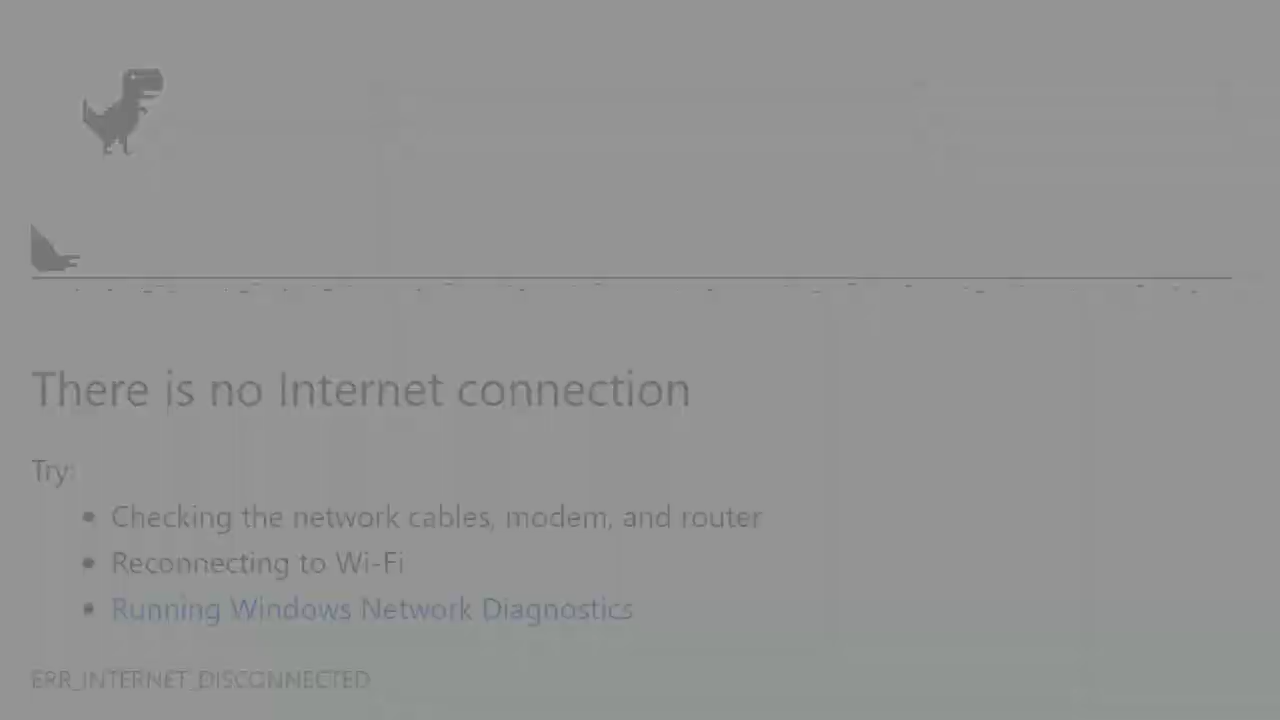 There is no Internet connection
Try:
Checking the network cables, modem, and router
Reconnecting to Wi-Fi
Running Windows Network Diagnostics
ERR_INTERNET_DISCONNECTED